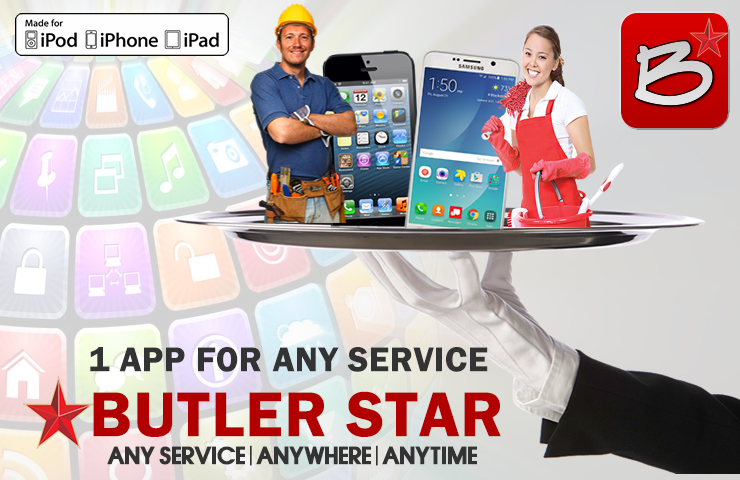 Made for
iPod iPhone iPad
1:50
SAMSUNG
12
B
1 APP FOR ANY SERVICE
BUTLER STAR
ANY SERVICE|ANYWHERE|ANYTIME